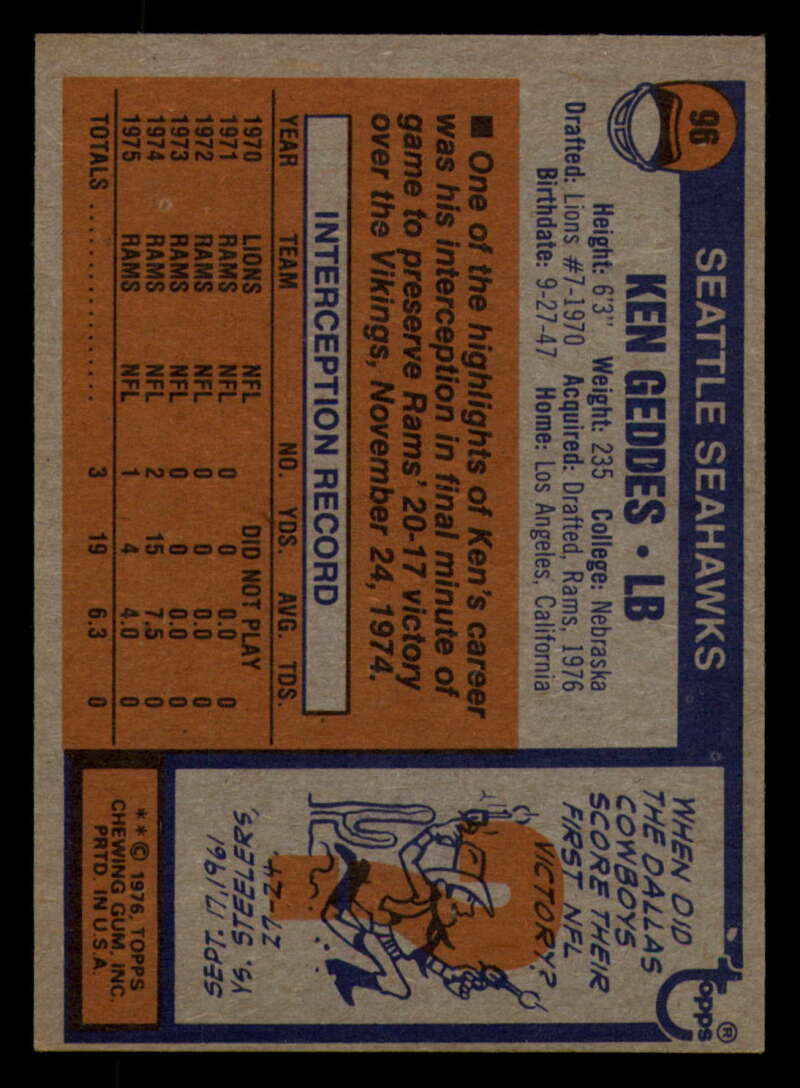 96
SEATTLE SEAHAWKS
KEN GEDDES • LB
Height: 6'3" Weight: 235 College: Nebraska
Drafted: Lions #7-1970 Acquired: Drafted, Rams, 1976
Birthdate: 9-27-47 Home: Los Angeles, California
■ One of the highlights of Ken's career
was his interception in final minute of
game to preserve Rams' 20-17 victory
over the Vikings, November 24, 1974.
INTERCEPTION RECORD
YEAR TEAM NO. YDS. AVG. TDS.
1970 LIONS NFL DID NOT PLAY
1971 RAMS NFL 0 0 0.0 0
1972 RAMS NFL 0 0 0.0 0
1973 RAMS NFL 0 0 0.0 0
1974 RAMS NFL 2 15 7.5 0
1975 RAMS NFL 1 4 4.0 0
TOTALS .......................... 3 19 6.3 0
topps®
WHEN DID
THE DALLAS
COWBOYS
SCORE THEIR
FIRST NFL
VICTORY?
SEPT. 17, 1961
VS. STEELERS,
27-24.
**© 1976 TOPPS
CHEWING GUM, INC.
PRTD. IN U.S.A.